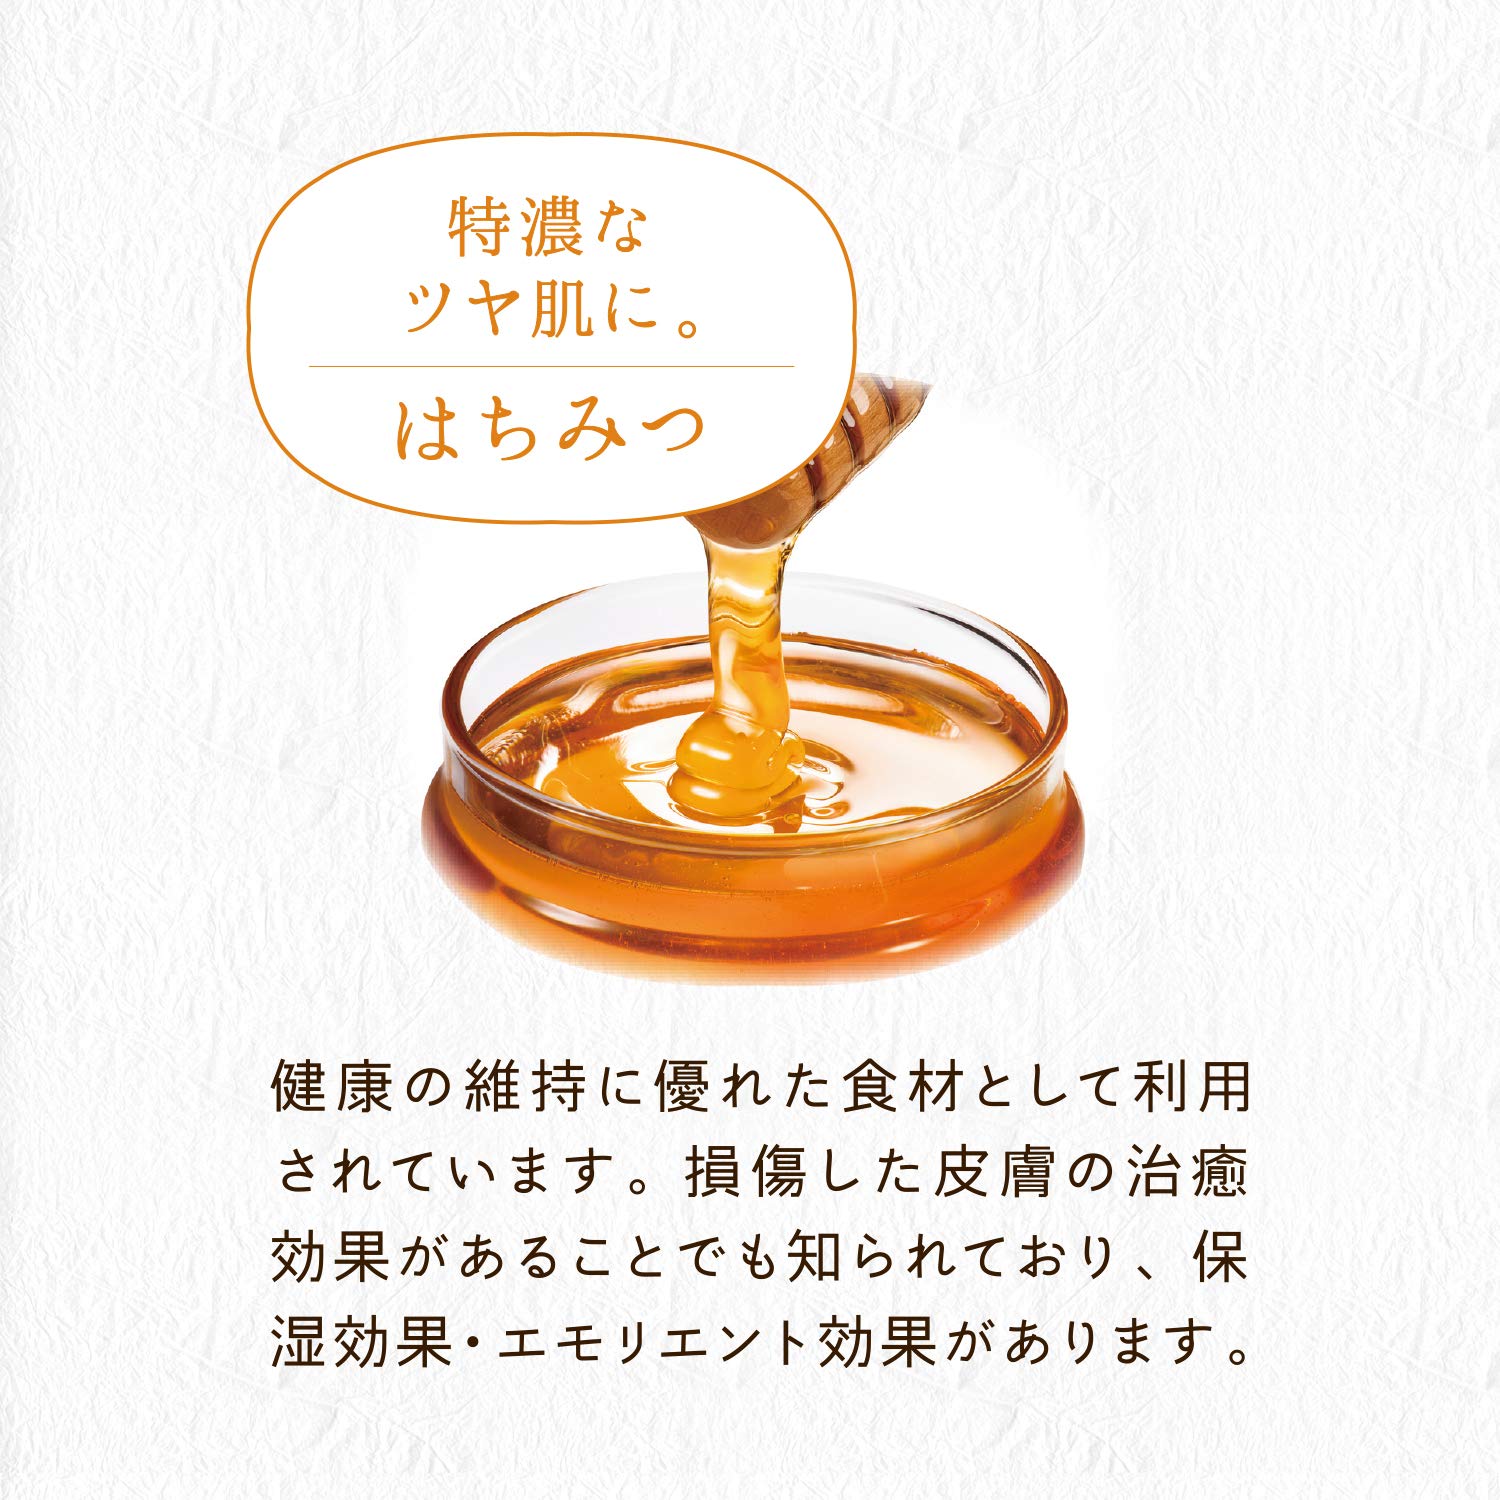 特濃な
ツヤ肌に。
はちみつ
健康の維持に優れた食材として利用
されています。損傷した皮膚の治癒
効果があることでも知られており、保
湿効果・エモリエント効果があります。